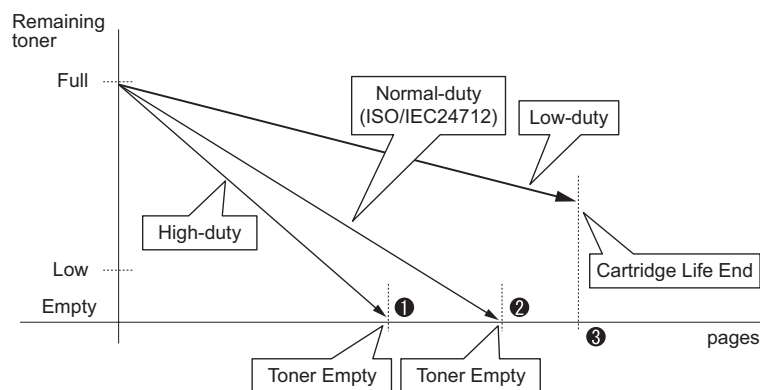 Remaining
toner
Full
Normal-duty
(ISO/IEC24712)
Low-duty
High-duty
Low
Cartridge Life End
Empty
❶
❷
❸
pages
Toner Empty
Toner Empty